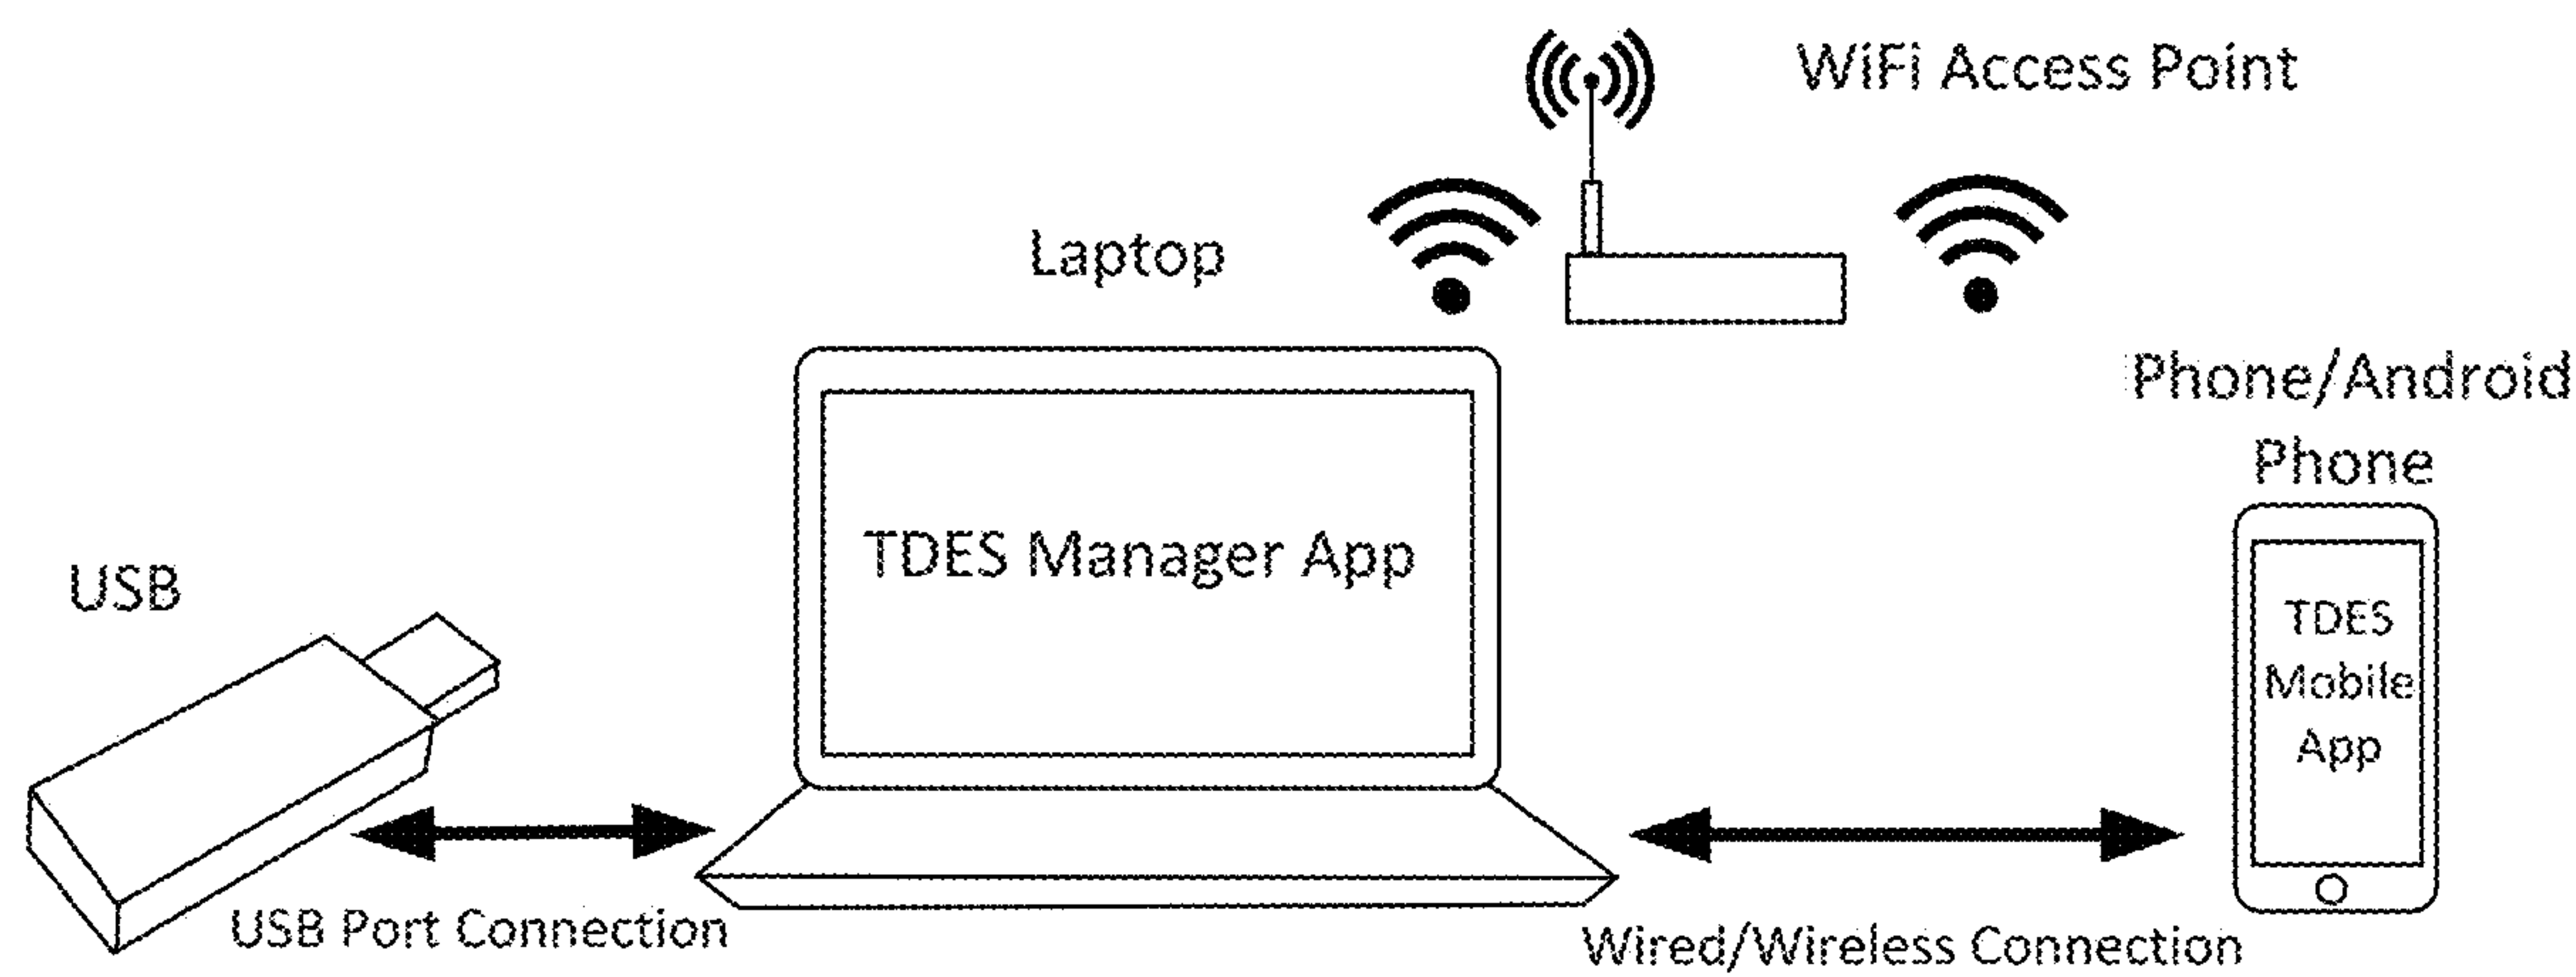 WiFi Access Point
Laptop
Phone/Android
Phone
TDES Manager App
USB
TDES
Mobile
App
USB Port Connection
Wired/Wireless Connection